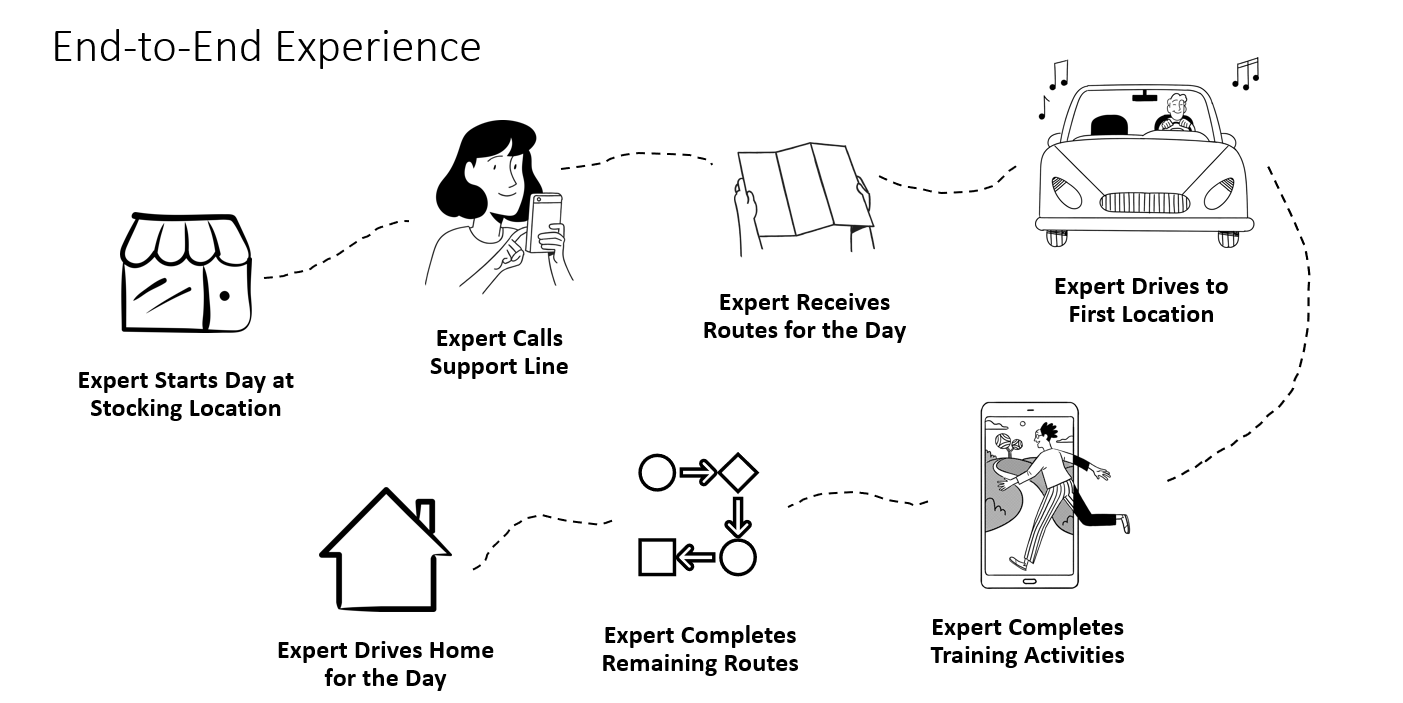 End-to-End Experience
Expert Starts Day at
Stocking Location
Expert Calls
Support Line
Expert Receives
Routes for the Day
Expert Drives to
First Location
Expert Completes
Training Activities
Expert Completes
Remaining Routes
Expert Drives Home
for the Day